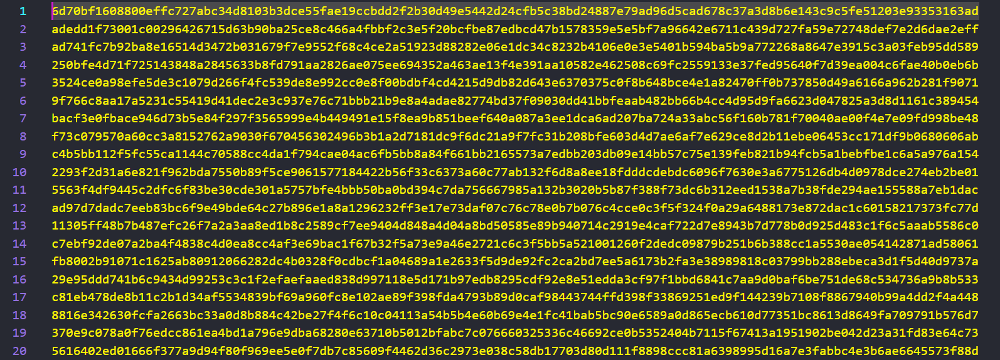 1 6d70bf1608800effc727abc34d8103b3dce55fae19ccbdd2f2b30d49e5442d24cfb5c38bd24887e79ad96d5cad678c37a3d8b6e143c9c5fe51203e93353163ad
2 adedd1f73001c00296426715d63b90ba25ce8c466a4fbbf2c3e5f20bcfbe87edbcd47b1578359e5e5bf7a96642e6711c439d727fa59e72748def7e2d6dae2eff
3 ad741fc7b92ba8e16514d3472b031679f7e9552f68c4ce2a51923d88282e06e1dc34c8232b4106e0e3e5401b594ba5b9a772268a8647e3915c3a03feb95dd589
4 250bfe4d71f725143848a2845633b8fd791aa2826ae075ee694352a463ae13f4e391aa10582e462508c69fc2559133e37fed95640f7d39ea004c6fae40b0eb6b
5 3524ce0a98efe5de3c1079d266f4fc539de8e992cc0e8f00bdbf4cd4215d9db82d643e6370375c0f8b648bce4e1a82470ff0b737850d49a6166a962b281f9071
6 9f766c8aa17a5231c55419d41dec2e3c937e76c71bbb21b9e8a4adae82774bd37f09030dd41bbfeaab482bb66b4cc4d95d9fa6623d047825a3d8d1161c389454
7 bacf3e0fbace946d73b5e84f297f3565999e4b449491e15f8ea9b851beef640a087a3ee1dca6ad207ba724a33abc56f160b781f70040ae00f4e7e09fd998be48
8 f73c079570a60cc3a8152762a9030f670456302496b3b1a2d7181dc9f6dc21a9f7fc31b208bfe603d4d7ae6af7e629ce8d2b11ebe06453cc171df9b0680606ab
9 c4b5bb112f5fc55ca1144c70588cc4da1f794cae04ac6fb5bb8a84f661bb2165573a7edbb203db09e14bb57c75e139feb821b94fcb5a1bebfbe1c6a5a976a154
10 2293f2d31a6e821f962bda7550b89f5ce9061577184422b56f33c6373a60c77ab132f6d8a8ee18fdddcdebdc6096f7630e3a6775126db4d0978dce274eb2be01
11 5563f4df9445c2dfc6f83be30cde301a5757bfe4bbb50ba0bd394c7da756667985a132b3020b5b87f388f73dc6b312eed1538a7b38fde294ae155588a7eb1dac
12 ad97d7dadc7eeb83bc6f9e49bde64c27b896e1a8a1296232ff3e17e73daf07c76c78e0b7b076c4cce0c3f5f324f0a29a6488173e872dac1c60158217373fc77d
13 11305ff48b7b487efc26f7a2a3aa8ed1b8c2589cf7ee9404d848a4d04a8bd50585e89b940714c2919e4caf722d7e8943b7d778b0d925d483c1f6c5aaab5586c0
14 c7ebf92de07a2ba4f4838c4d0ea8cc4af3e69bac1f67b32f5a73e9a46e2721c6c3f5bb5a521001260f2dedc09879b251b6b388cc1a5530ae054142871ad58061
15 fb8002b91071c1625ab80912066282dc4b0328f0cdbcf1a04689a1e2633f5d9de92fc2ca2bd7ee5a6173b2fa3e38989818c03799bb288ebeca3d1f5d40d9737a
16 29e95ddd741b6c9434d99253c3c1f2efaefaaed838d997118e5d171b97edb8295cdf92e8e51edda3cf97f1bbd6841c7aa9d0baf6be751de68c534736a9b8b533
17 c81eb478de8b11c2b1d34af5534839bf69a960fc8e102ae89f398fda4793b89d0caf98443744ffd398f33869251ed9f144239b7108f8867940b99a4dd2f4a448
18 8816e342630fcfa2663bc33a0d8b884c42be27f4f6c10c04113a54b5b4e60b69e4e1fc41bab5bc90e6589a0d865ecb610d77351bc8613d8649fa709791b576d7
19 370e9c078a0f76edcc861ea4bd1a796e9dba68280e63710b5012bfabc7c076660325336c46692ce0b5352404b7115f67413a1951902be042d23a31fd83e64c73
20 5616402ed01666f377a9d94f80f969ee5e0f7db7c85609f4462d36c2973e038c58db17703d80d111f8898ccc81a6398995d16a7e3fabbc4e3b6ae6645573f88d